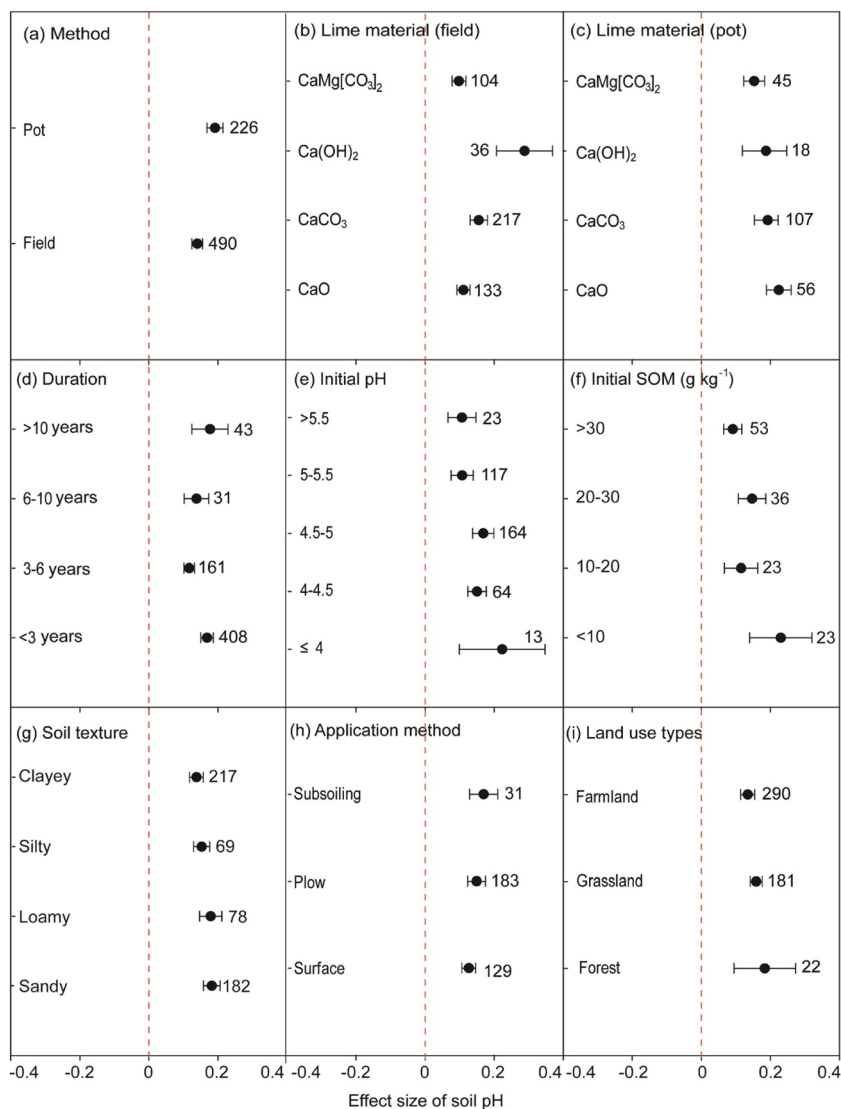 (a) Method
Pot
226
Field
490
(b) Lime material (field)
CaMg[CO₃]₂
104
Ca(OH)₂
36
CaCO₃
217
CaO
133
(c) Lime material (pot)
CaMg[CO₃]₂
45
Ca(OH)₂
18
CaCO₃
107
CaO
56
(d) Duration
>10 years
43
6-10 years
31
3-6 years
161
<3 years
408
(e) Initial pH
>5.5
23
5-5.5
117
4.5-5
164
4-4.5
64
≤ 4
13
(f) Initial SOM (g kg⁻¹)
>30
53
20-30
36
10-20
23
<10
23
(g) Soil texture
Clayey
217
Silty
69
Loamy
78
Sandy
182
(h) Application method
Subsoiling
31
Plow
183
Surface
129
(i) Land use types
Farmland
290
Grassland
181
Forest
22
-0.4 -0.2 0 0.2 0.4 -0.2 0 0.2 0.4 -0.2 0 0.2 0.4
Effect size of soil pH